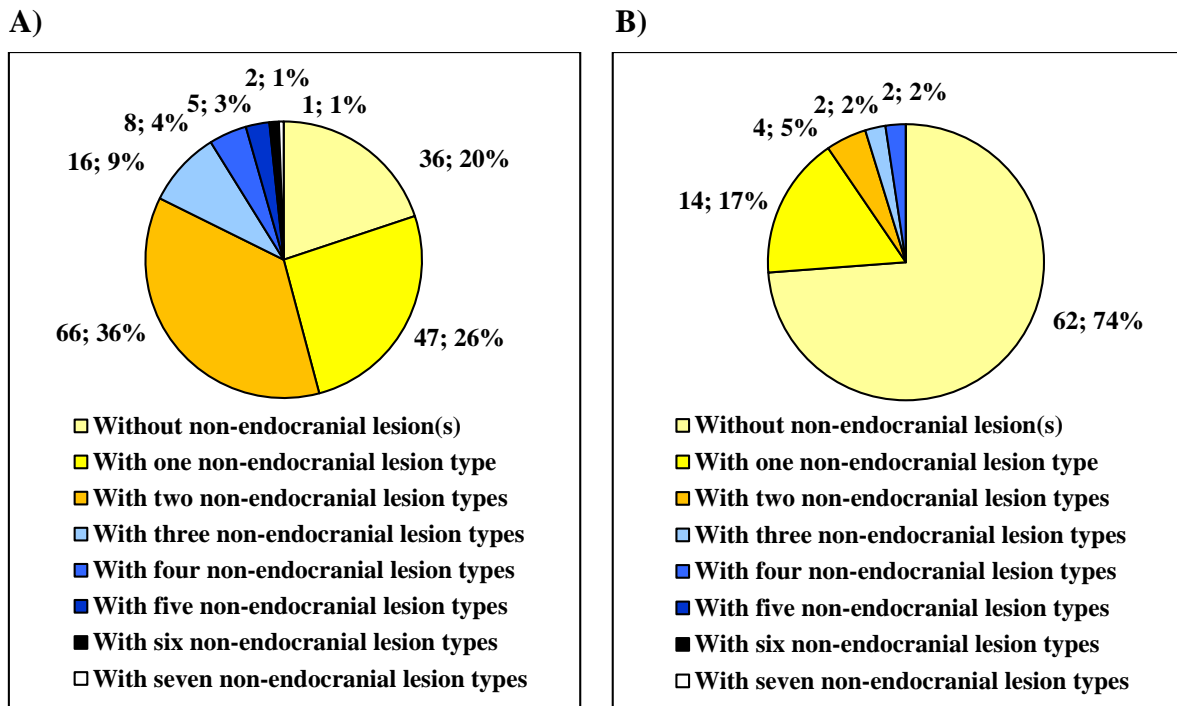 A)
2; 1%
5; 3%
1; 1%
8; 4%
16; 9%
36; 20%
66; 36%
47; 26%
Without non-endocranial lesion(s)
With one non-endocranial lesion type
With two non-endocranial lesion types
With three non-endocranial lesion types
With four non-endocranial lesion types
With five non-endocranial lesion types
With six non-endocranial lesion types
With seven non-endocranial lesion types
B)
2; 2%
2; 2%
4; 5%
14; 17%
62; 74%
Without non-endocranial lesion(s)
With one non-endocranial lesion type
With two non-endocranial lesion types
With three non-endocranial lesion types
With four non-endocranial lesion types
With five non-endocranial lesion types
With six non-endocranial lesion types
With seven non-endocranial lesion types